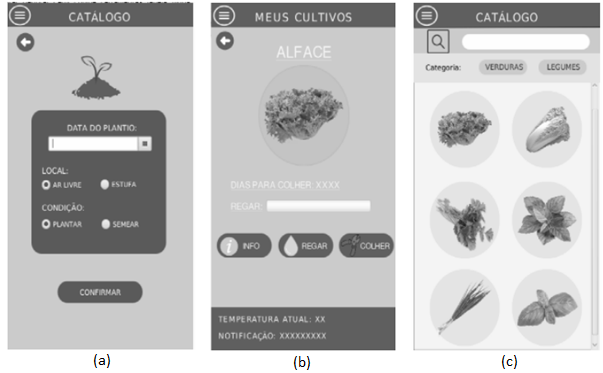 CATÁLOGO
DATA DO PLANTIO:
LOCAL:
AR LIVRE ESTUFA
CONDIÇÃO:
PLANTAR SEMEAR
CONFIRMAR
(a)
MEUS CULTIVOS
ALFACE
DIAS PARA COLHER: XXXX
REGAR:
INFO REGAR COLHER
TEMPERATURA ATUAL: XX
NOTIFICAÇÃO: XXXXXXXXX
(b)
CATÁLOGO
Categoria: VERDURAS LEGUMES
(c)